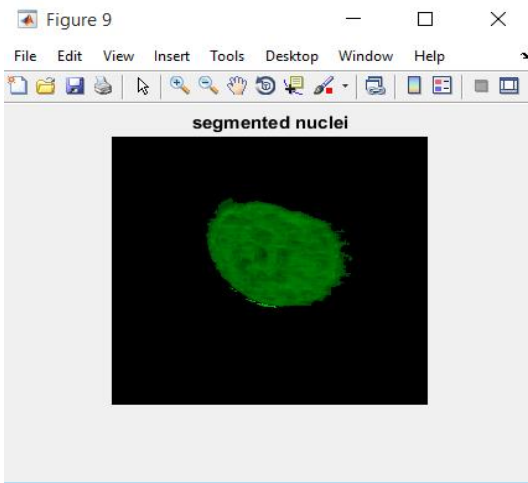 Figure 9
File Edit View Insert Tools Desktop Window Help
segmented nuclei